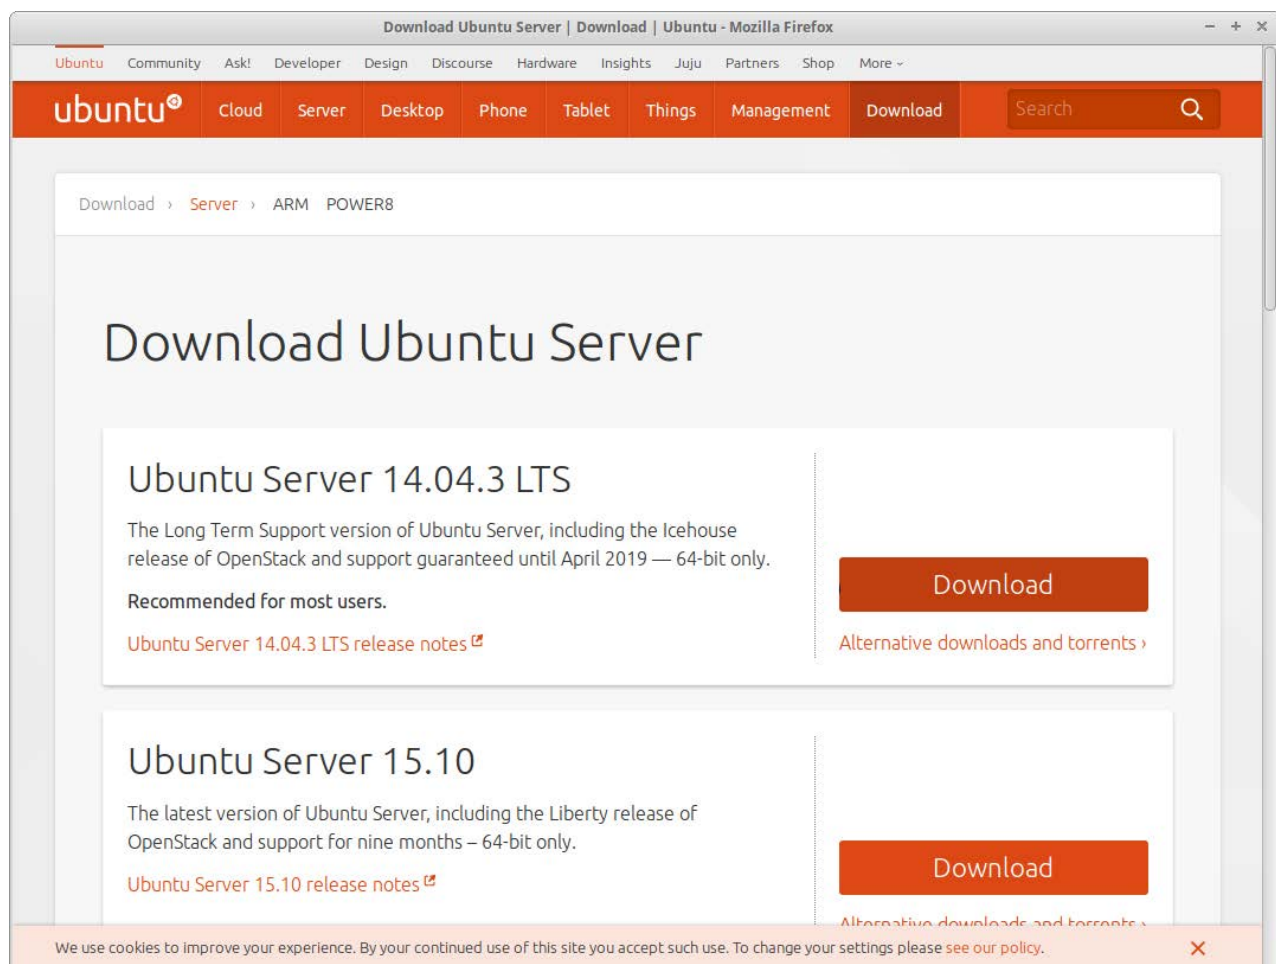 Download Ubuntu Server | Download | Ubuntu - Mozilla Firefox
Ubuntu Community Ask! Developer Design Discourse Hardware Insights Juju Partners Shop More
ubuntu Cloud Server Desktop Phone Tablet Things Management Download Search
Download › Server › ARM POWER8
Download Ubuntu Server
Ubuntu Server 14.04.3 LTS
The Long Term Support version of Ubuntu Server, including the Icehouse
release of OpenStack and support guaranteed until April 2019 — 64-bit only.
Recommended for most users.
Ubuntu Server 14.04.3 LTS release notes
Download
Alternative downloads and torrents ›
Ubuntu Server 15.10
The latest version of Ubuntu Server, including the Liberty release of
OpenStack and support for nine months – 64-bit only.
Ubuntu Server 15.10 release notes
Download
Alternative downloads and torrents ›
We use cookies to improve your experience. By your continued use of this site you accept such use. To change your settings please see our policy.